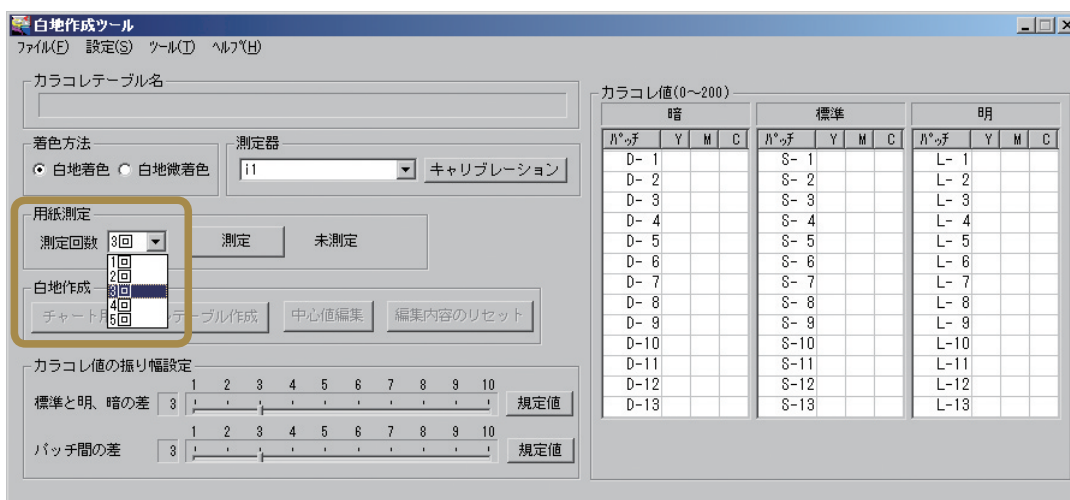 白地作成ツール
ファイル(F) 設定(S) ツール(T) ヘルプ(H)
カラコレテーブル名
着色方法
白地着色 白地微着色
測定器
i1 キャリブレーション
用紙測定
測定回数 3回 測定 未測定
1回
2回
3回
4回
5回
白地作成
チャート用 テーブル作成 中心値編集 編集内容のリセット
カラコレ値の振り幅設定
1 2 3 4 5 6 7 8 9 10
標準と明、暗の差 3 規定値
1 2 3 4 5 6 7 8 9 10
パッチ間の差 3 規定値
カラコレ値(0～200)
暗 標準 明
パッチ Y M C パッチ Y M C パッチ Y M C
D- 1 S- 1 L- 1
D- 2 S- 2 L- 2
D- 3 S- 3 L- 3
D- 4 S- 4 L- 4
D- 5 S- 5 L- 5
D- 6 S- 6 L- 6
D- 7 S- 7 L- 7
D- 8 S- 8 L- 8
D- 9 S- 9 L- 9
D-10 S-10 L-10
D-11 S-11 L-11
D-12 S-12 L-12
D-13 S-13 L-13